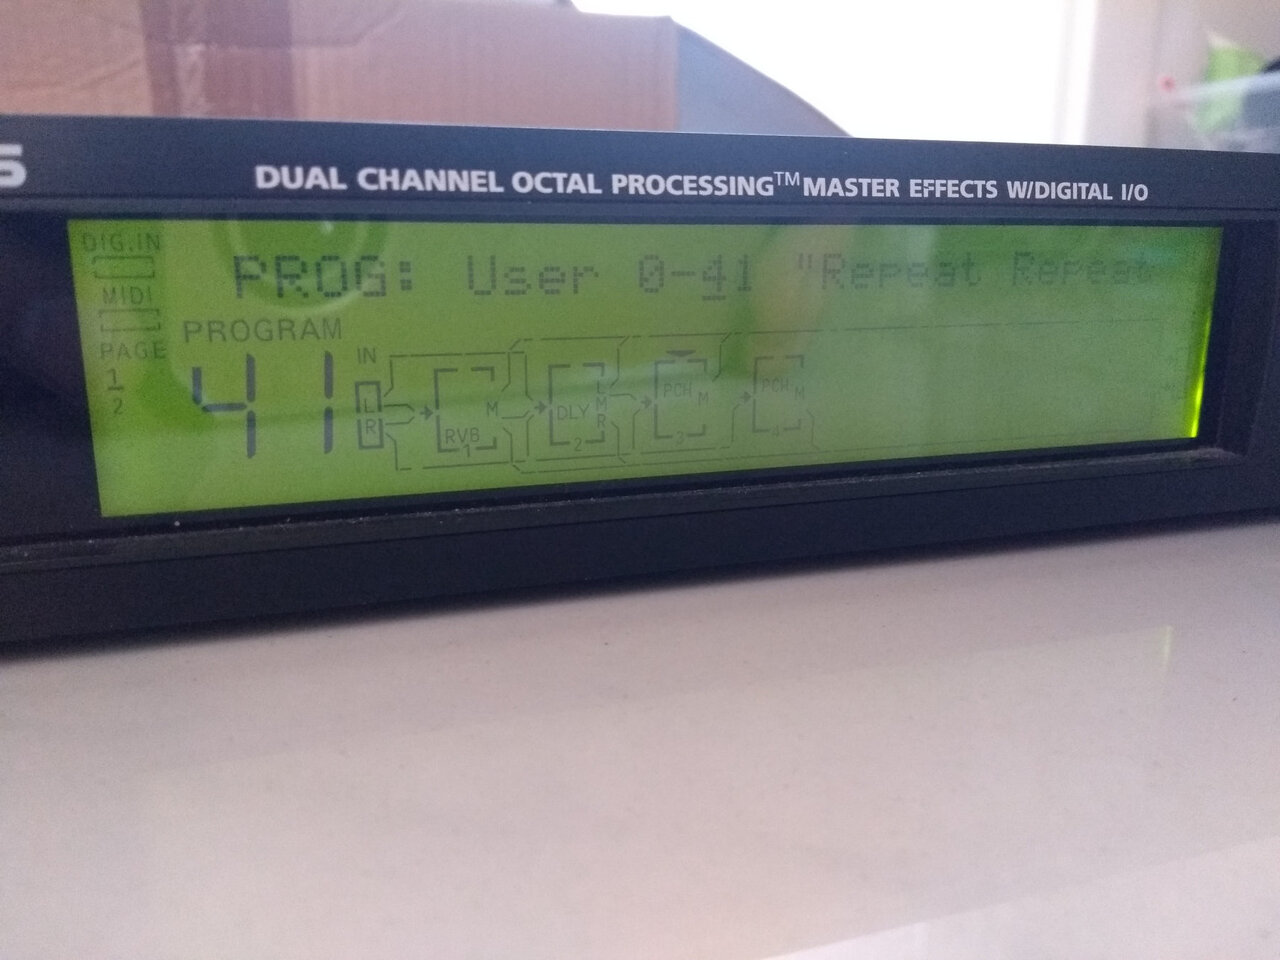 S
DUAL CHANNEL OCTAL PROCESSING™ MASTER EFFECTS W/DIGITAL I/O
DIG.IN
MIDI
PAGE
1
2
PROG: User 0-41 "Repeat Repeat
PROGRAM
41
IN
L
R
RVB
M
1
DLY
L
M
R
2
PCH
M
3
PCH
M
4